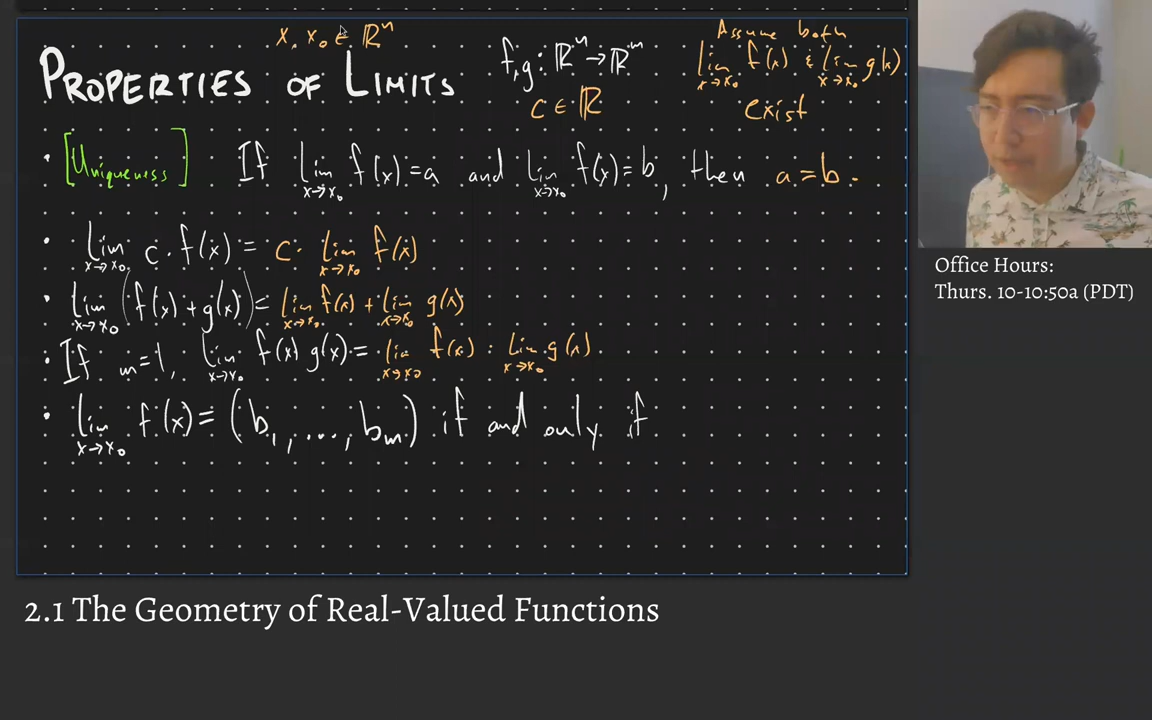 x, x₀ ∈ ℝⁿ
Assume both
PROPERTIES OF LIMITS
f,g: ℝⁿ → ℝᵐ
lim x→x₀ f(x) & lim x→x₀ g(x)
c ∈ ℝ
exist
• [Uniqueness] If lim x→x₀ f(x)=a and lim x→x₀ f(x)=b, then a=b.
• lim x→x₀ c·f(x) = c· lim x→x₀ f(x)
• lim x→x₀ (f(x)+g(x)) = lim x→x₀ f(x) + lim x→x₀ g(x)
• If m=1, lim x→x₀ f(x) g(x) = lim x→x₀ f(x) · lim x→x₀ g(x)
• lim x→x₀ f(x) = (b₁, ..., bₘ) if and only if
Office Hours:
Thurs. 10-10:50a (PDT)
2.1 The Geometry of Real-Valued Functions